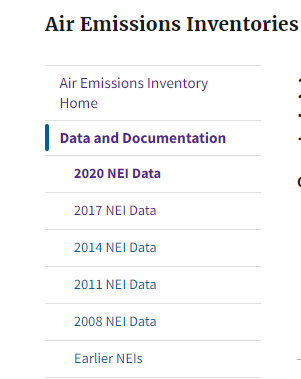 Air Emissions Inventories
Air Emissions Inventory
Home
Data and Documentation
2020 NEI Data
2017 NEI Data
2014 NEI Data
2011 NEI Data
2008 NEI Data
Earlier NEIs